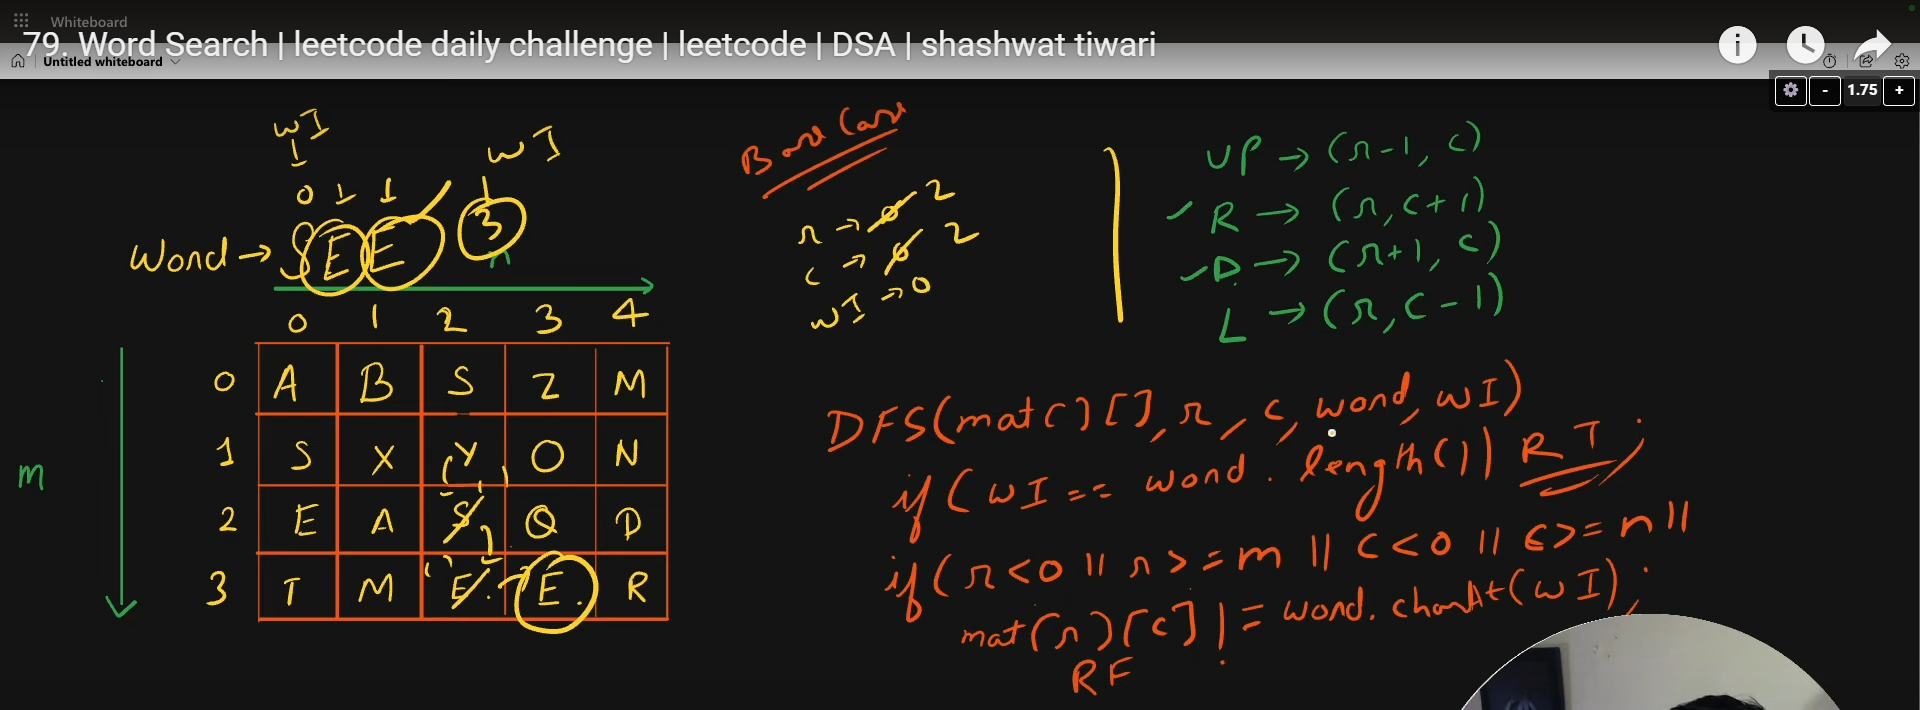 Whiteboard
79. Word Search | leetcode daily challenge | leetcode | DSA | shashwat tiwari
Untitled whiteboard
- 1.75 +
WI
0 1 1
WI
3
Word → SEE
n
0 1 2 3 4
m
0 A B S Z M
1 S X Y O N
2 E A S Q D
3 T M E E R
Base Case
r → 0 2
c → 0 2
WI → 0
UP → (r-1, c)
R → (r, c+1)
D → (r+1, c)
L → (r, c-1)
DFS(mat[][], r, c, word, WI)
if(WI == word.length()) RT;
if(r<0 || r>=m || c<0 || c>=n ||
mat[r][c] != word.charAt(WI);
RF